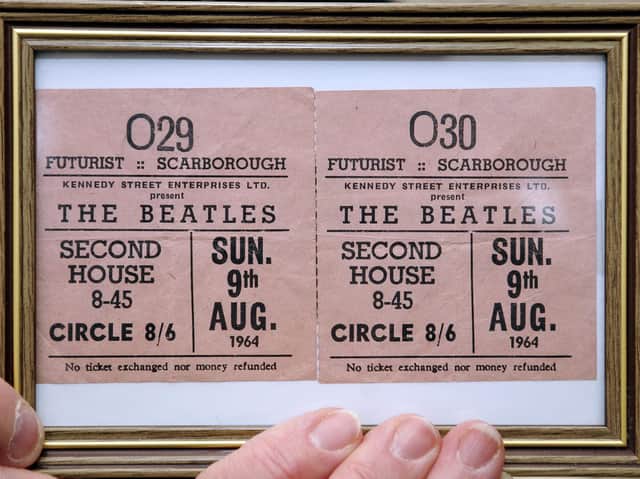 O29
FUTURIST :: SCARBOROUGH
KENNEDY STREET ENTERPRISES LTD.
present
THE BEATLES
SECOND
HOUSE
8-45
CIRCLE 8/6
SUN.
9th
AUG.
1964
No ticket exchanged nor money refunded
O30
FUTURIST :: SCARBOROUGH
KENNEDY STREET ENTERPRISES LTD.
present
THE BEATLES
SECOND
HOUSE
8-45
CIRCLE 8/6
SUN.
9th
AUG.
1964
No ticket exchanged nor money refunded